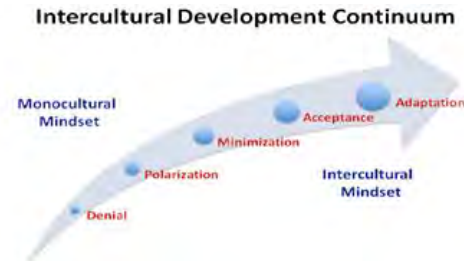 Intercultural Development Continuum
Monocultural
Mindset
Adaptation
Acceptance
Minimization
Polarization
Intercultural
Mindset
Denial